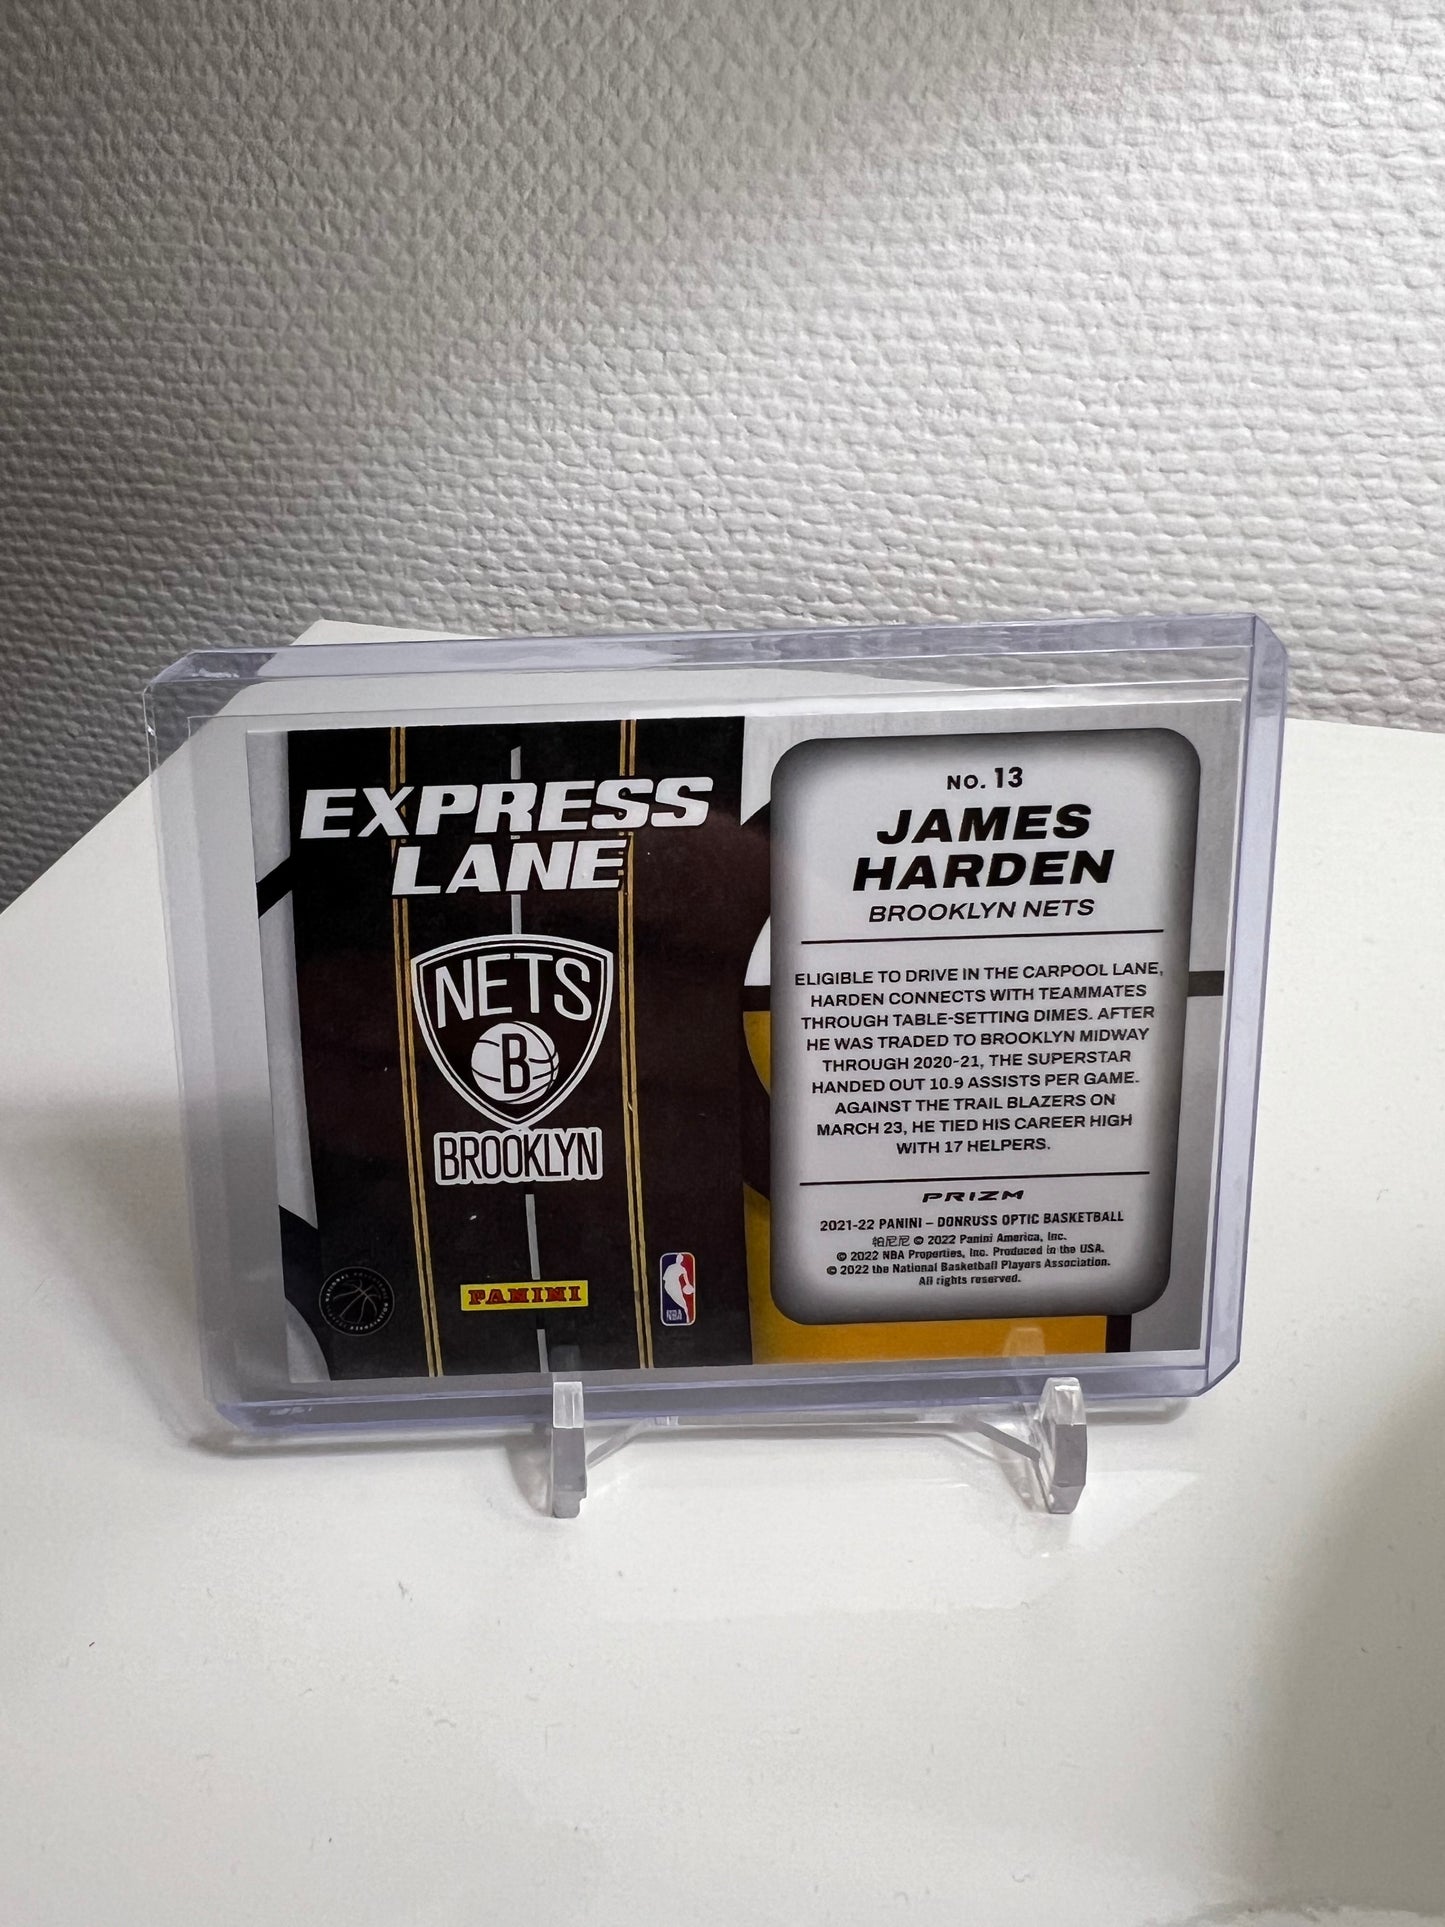 EXPRESS
LANE
NETS
B
BROOKLYN
PANINI
NBA
NO. 13
JAMES
HARDEN
BROOKLYN NETS
ELIGIBLE TO DRIVE IN THE CARPOOL LANE,
HARDEN CONNECTS WITH TEAMMATES
THROUGH TABLE-SETTING DIMES. AFTER
HE WAS TRADED TO BROOKLYN MIDWAY
THROUGH 2020-21, THE SUPERSTAR
HANDED OUT 10.9 ASSISTS PER GAME.
AGAINST THE TRAIL BLAZERS ON
MARCH 23, HE TIED HIS CAREER HIGH
WITH 17 HELPERS.
PRIZM
2021-22 PANINI – DONRUSS OPTIC BASKETBALL
帕尼尼 © 2022 Panini America, Inc.
© 2022 NBA Properties, Inc. Produced in the USA.
© 2022 the National Basketball Players Association.
All rights reserved.